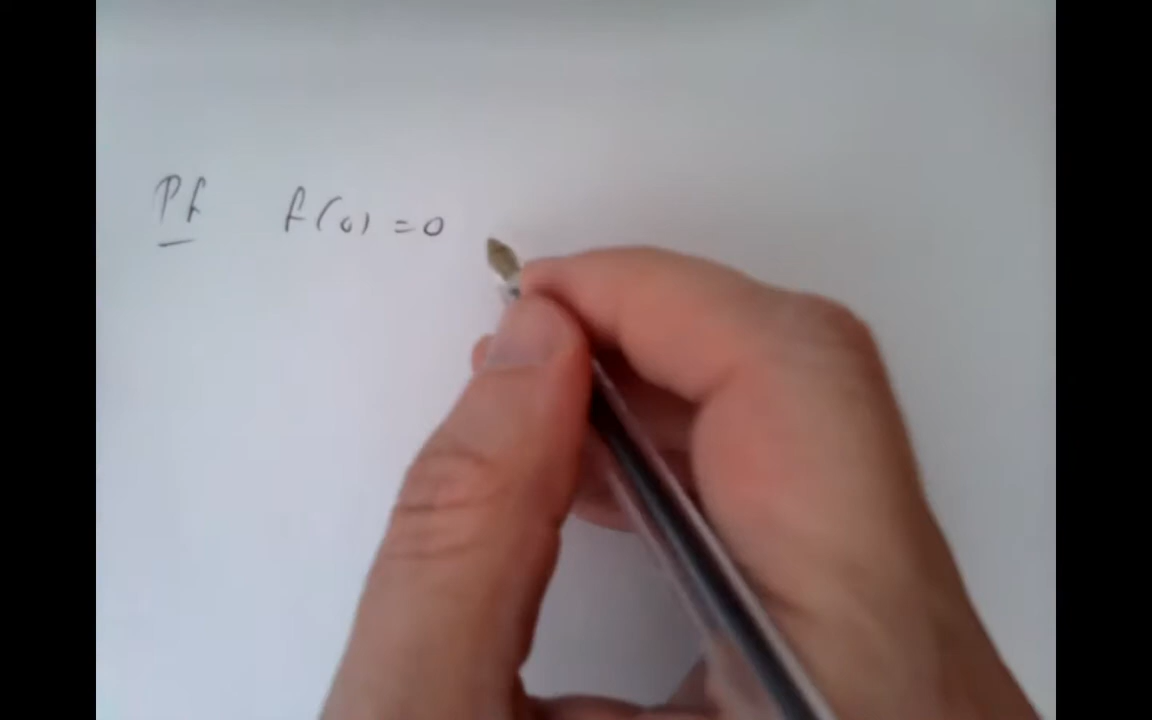 Pf f(0) = 0